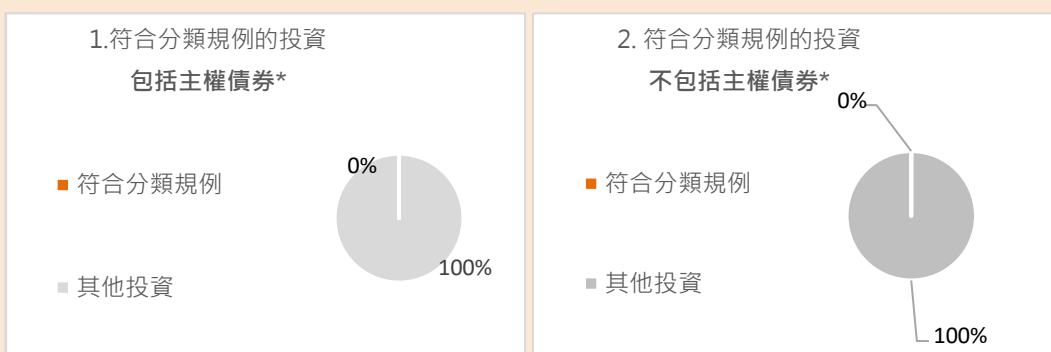 1.符合分類規例的投資
包括主權債券*
0%
符合分類規例
100%
其他投資
2. 符合分類規例的投資
不包括主權債券*
0%
符合分類規例
其他投資
100%